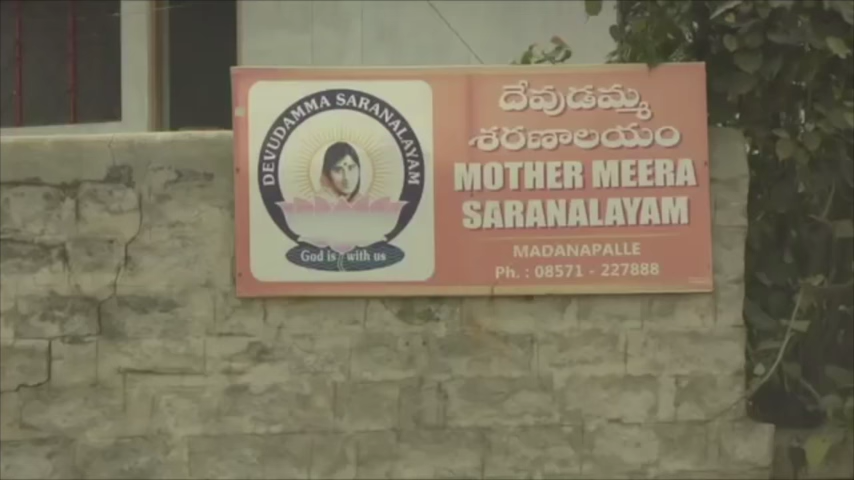 DEVUDAMMA SARANALAYAM
God is with us
దేవుడమ్మ
శరణాలయం
MOTHER MEERA
SARANALAYAM
MADANAPALLE
Ph. : 08571 - 227888